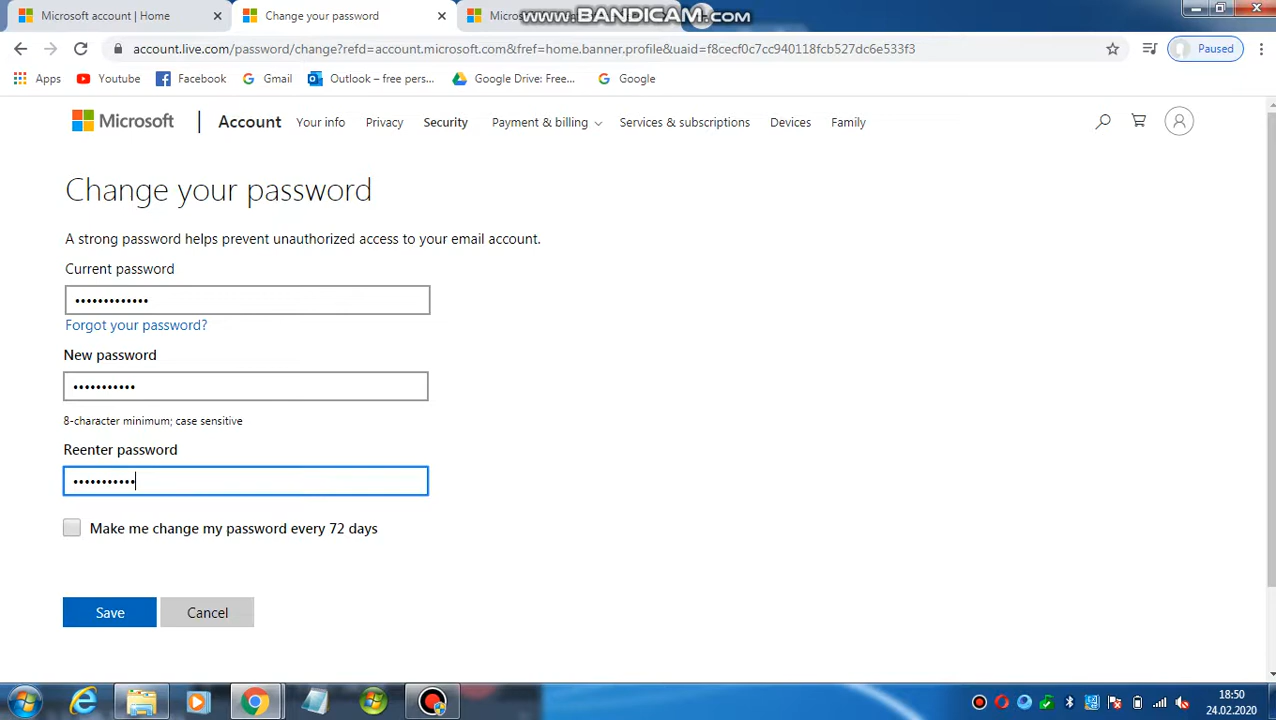 Microsoft account | Home
Change your password
Micros
www.BANDICAM.com
account.live.com/password/change?refd=account.microsoft.com&fref=home.banner.profile&uaid=f8cecf0c7cc940118fcb527dc6e533f3
Paused
Apps
Youtube
Facebook
Gmail
Outlook – free pers...
Google Drive: Free...
Google
Microsoft
Account
Your info
Privacy
Security
Payment & billing
Services & subscriptions
Devices
Family
Change your password
A strong password helps prevent unauthorized access to your email account.
Current password
•••••••••••••
Forgot your password?
New password
•••••••••••
8-character minimum; case sensitive
Reenter password
•••••••••••
Make me change my password every 72 days
Save
Cancel
18:50
24.02.2020